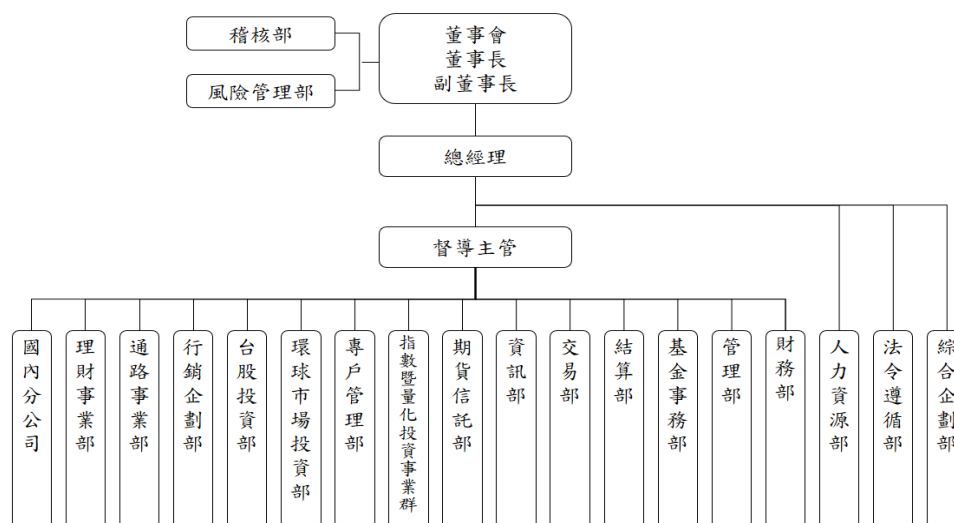 稽核部
風險管理部
董事會
董事長
副董事長
總經理
督導主管
國內分公司
理財事業部
通路事業部
行銷企劃部
台股投資部
環球市場投資部
專戶管理部
指數暨量化投資事業群
期貨信託部
資訊部
交易部
結算部
基金事務部
管理部
財務部
人力資源部
法令遵循部
綜合企劃部